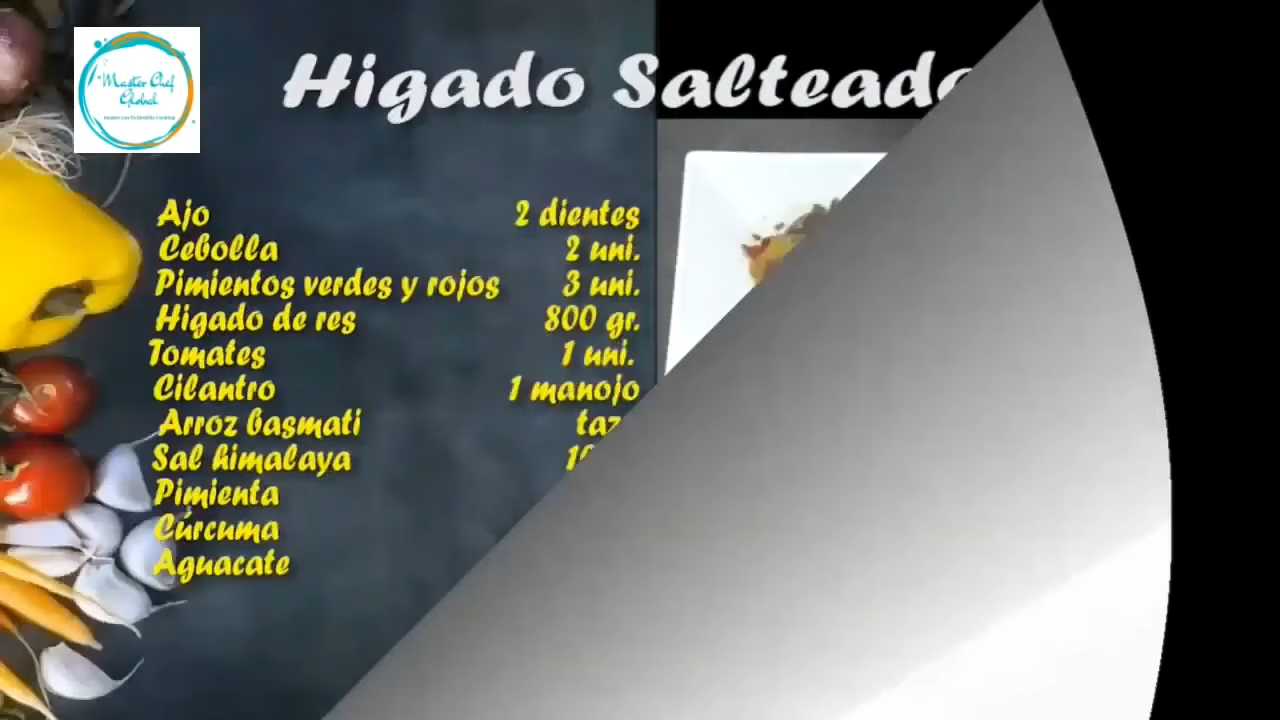 Master Chef
Global
Higado Salteado
Ajo 2 dientes
Cebolla 2 uni.
Pimientos verdes y rojos 3 uni.
Higado de res 800 gr.
Tomates 1 uni.
Cilantro 1 manojo
Arroz basmati
Sal himalaya
Pimienta
Cúrcuma
Aguacate